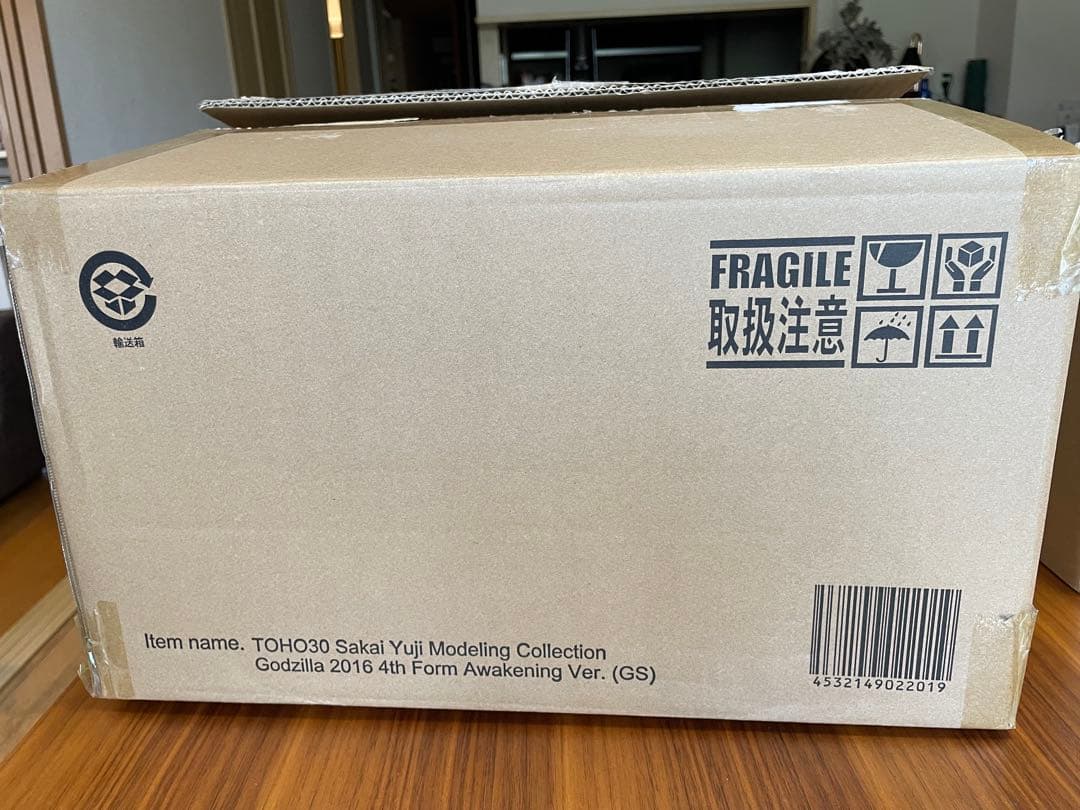 輸送箱
FRAGILE
取扱注意
Item name. TOHO30 Sakai Yuji Modeling Collection
Godzilla 2016 4th Form Awakening Ver. (GS)
4532149022019